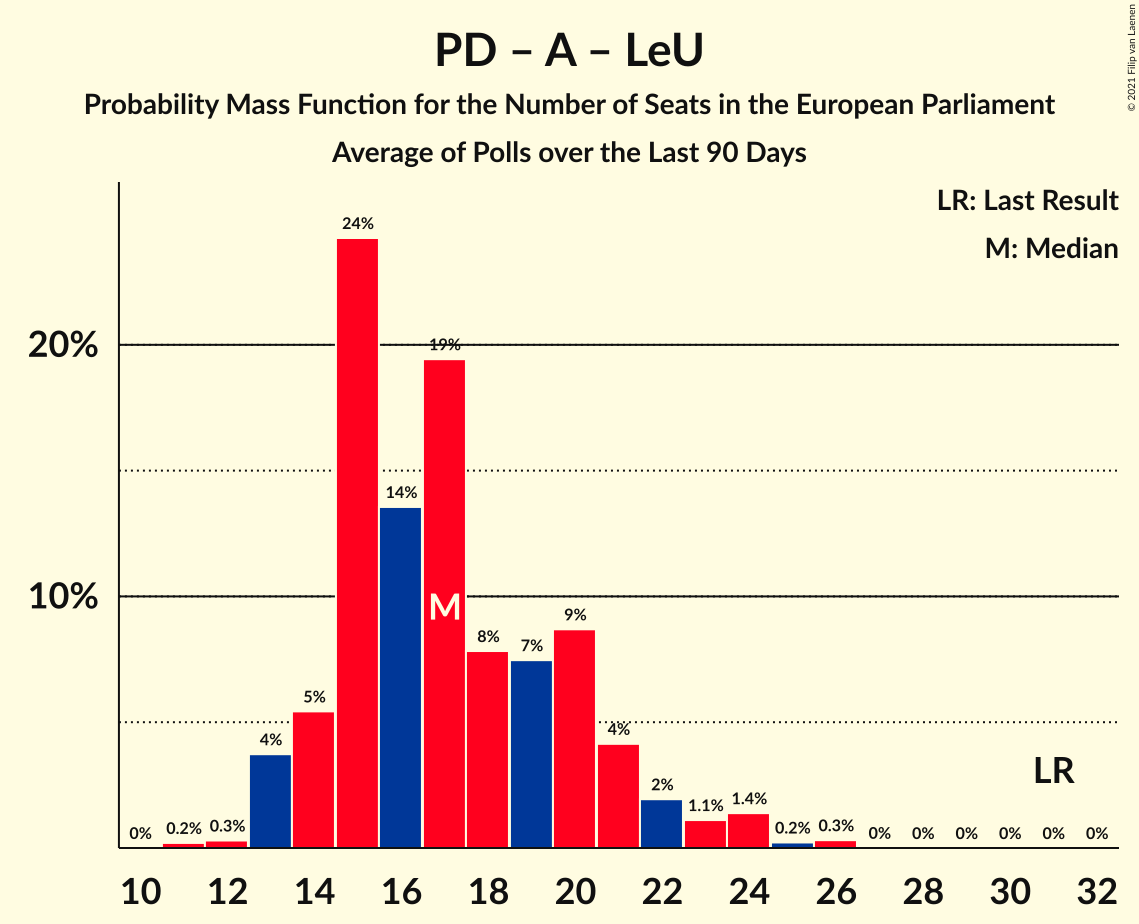 PD – A – LeU
Probability Mass Function for the Number of Seats in the European Parliament
Average of Polls over the Last 90 Days
© 2021 Filip van Laenen
LR: Last Result
M: Median
20%
10%
0%
0.2%
0.3%
4%
5%
24%
14%
19%
M
8%
7%
9%
4%
2%
1.1%
1.4%
0.2%
0.3%
0%
0%
0%
0%
LR
0%
0%
10 12 14 16 18 20 22 24 26 28 30 32